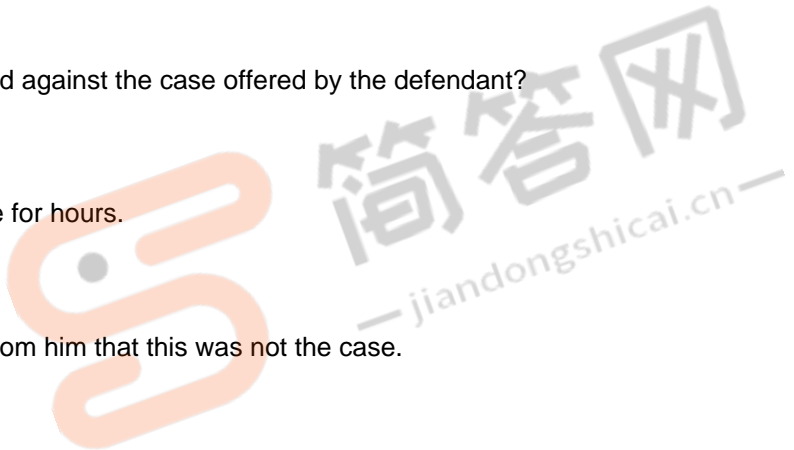 d against the case offered by the defendant?
简答网
jiandongshicai.cn
e for hours.
om him that this was not the case.